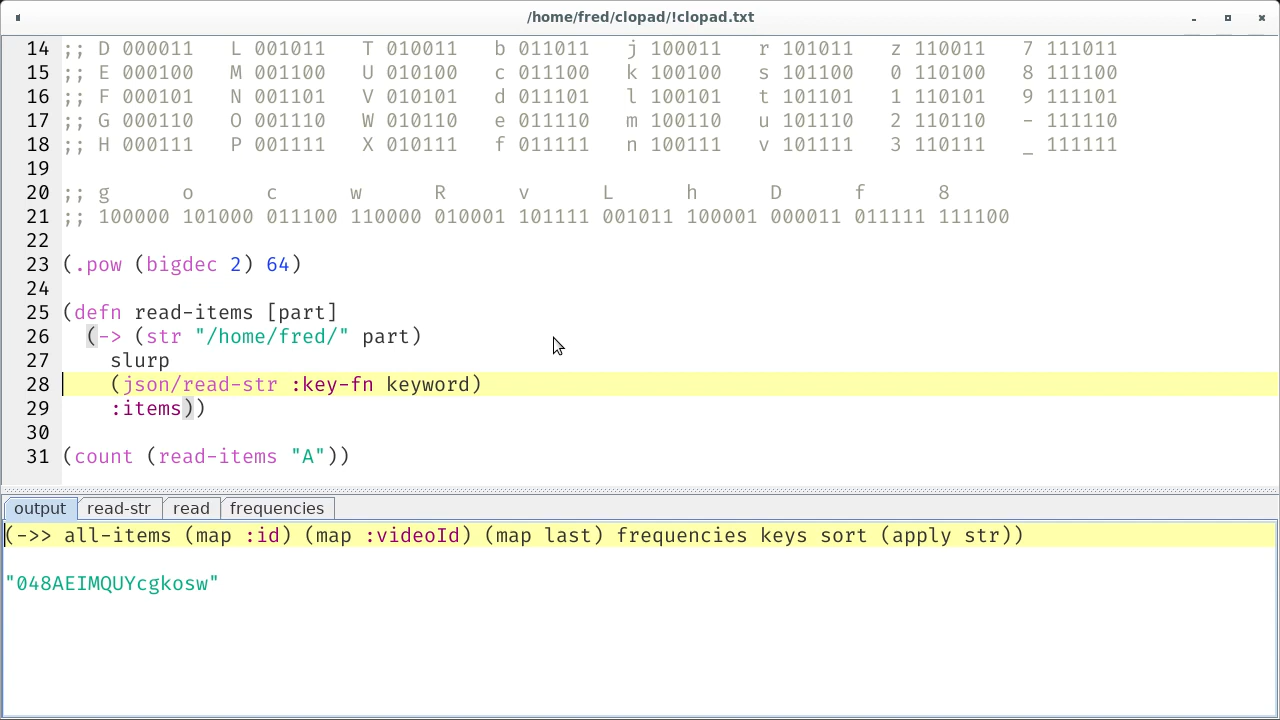 /home/fred/clopad/!clopad.txt
14 ;; D 000011   L 001011   T 010011   b 011011   j 100011   r 101011   z 110011   7 111011
15 ;; E 000100   M 001100   U 010100   c 011100   k 100100   s 101100   0 110100   8 111100
16 ;; F 000101   N 001101   V 010101   d 011101   l 100101   t 101101   1 110101   9 111101
17 ;; G 000110   O 001110   W 010110   e 011110   m 100110   u 101110   2 110110   - 111110
18 ;; H 000111   P 001111   X 010111   f 011111   n 100111   v 101111   3 110111   _ 111111
19
20 ;; g      o      c      w      R      v      L      h      D      f      8
21 ;; 100000 101000 011100 110000 010001 101111 001011 100001 000011 011111 111100
22
23 (.pow (bigdec 2) 64)
24
25 (defn read-items [part]
26   (-> (str "/home/fred/" part)
27     slurp
28     (json/read-str :key-fn keyword)
29     :items))
30
31 (count (read-items "A"))
output read-str read frequencies
(->> all-items (map :id) (map :videoId) (map last) frequencies keys sort (apply str))
"048AEIMQUYcgkosw"